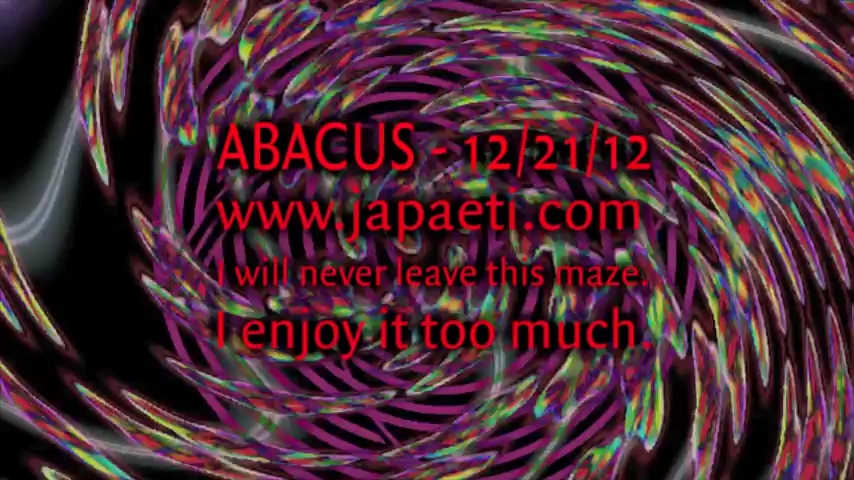 ABACUS - 12/21/12
www.japaeti.com
I will never leave this maze.
I enjoy it too much.